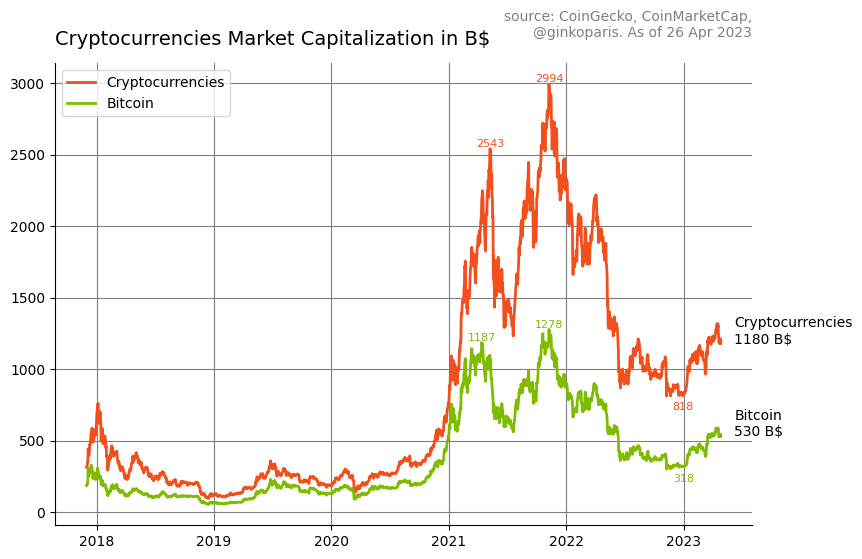 source: CoinGecko, CoinMarketCap,
@ginkoparis. As of 26 Apr 2023
Cryptocurrencies Market Capitalization in B$
Cryptocurrencies
Bitcoin
3000
2500
2000
1500
1000
500
0
2994
2543
1187
1278
818
318
Cryptocurrencies
1180 B$
Bitcoin
530 B$
2018 2019 2020 2021 2022 2023